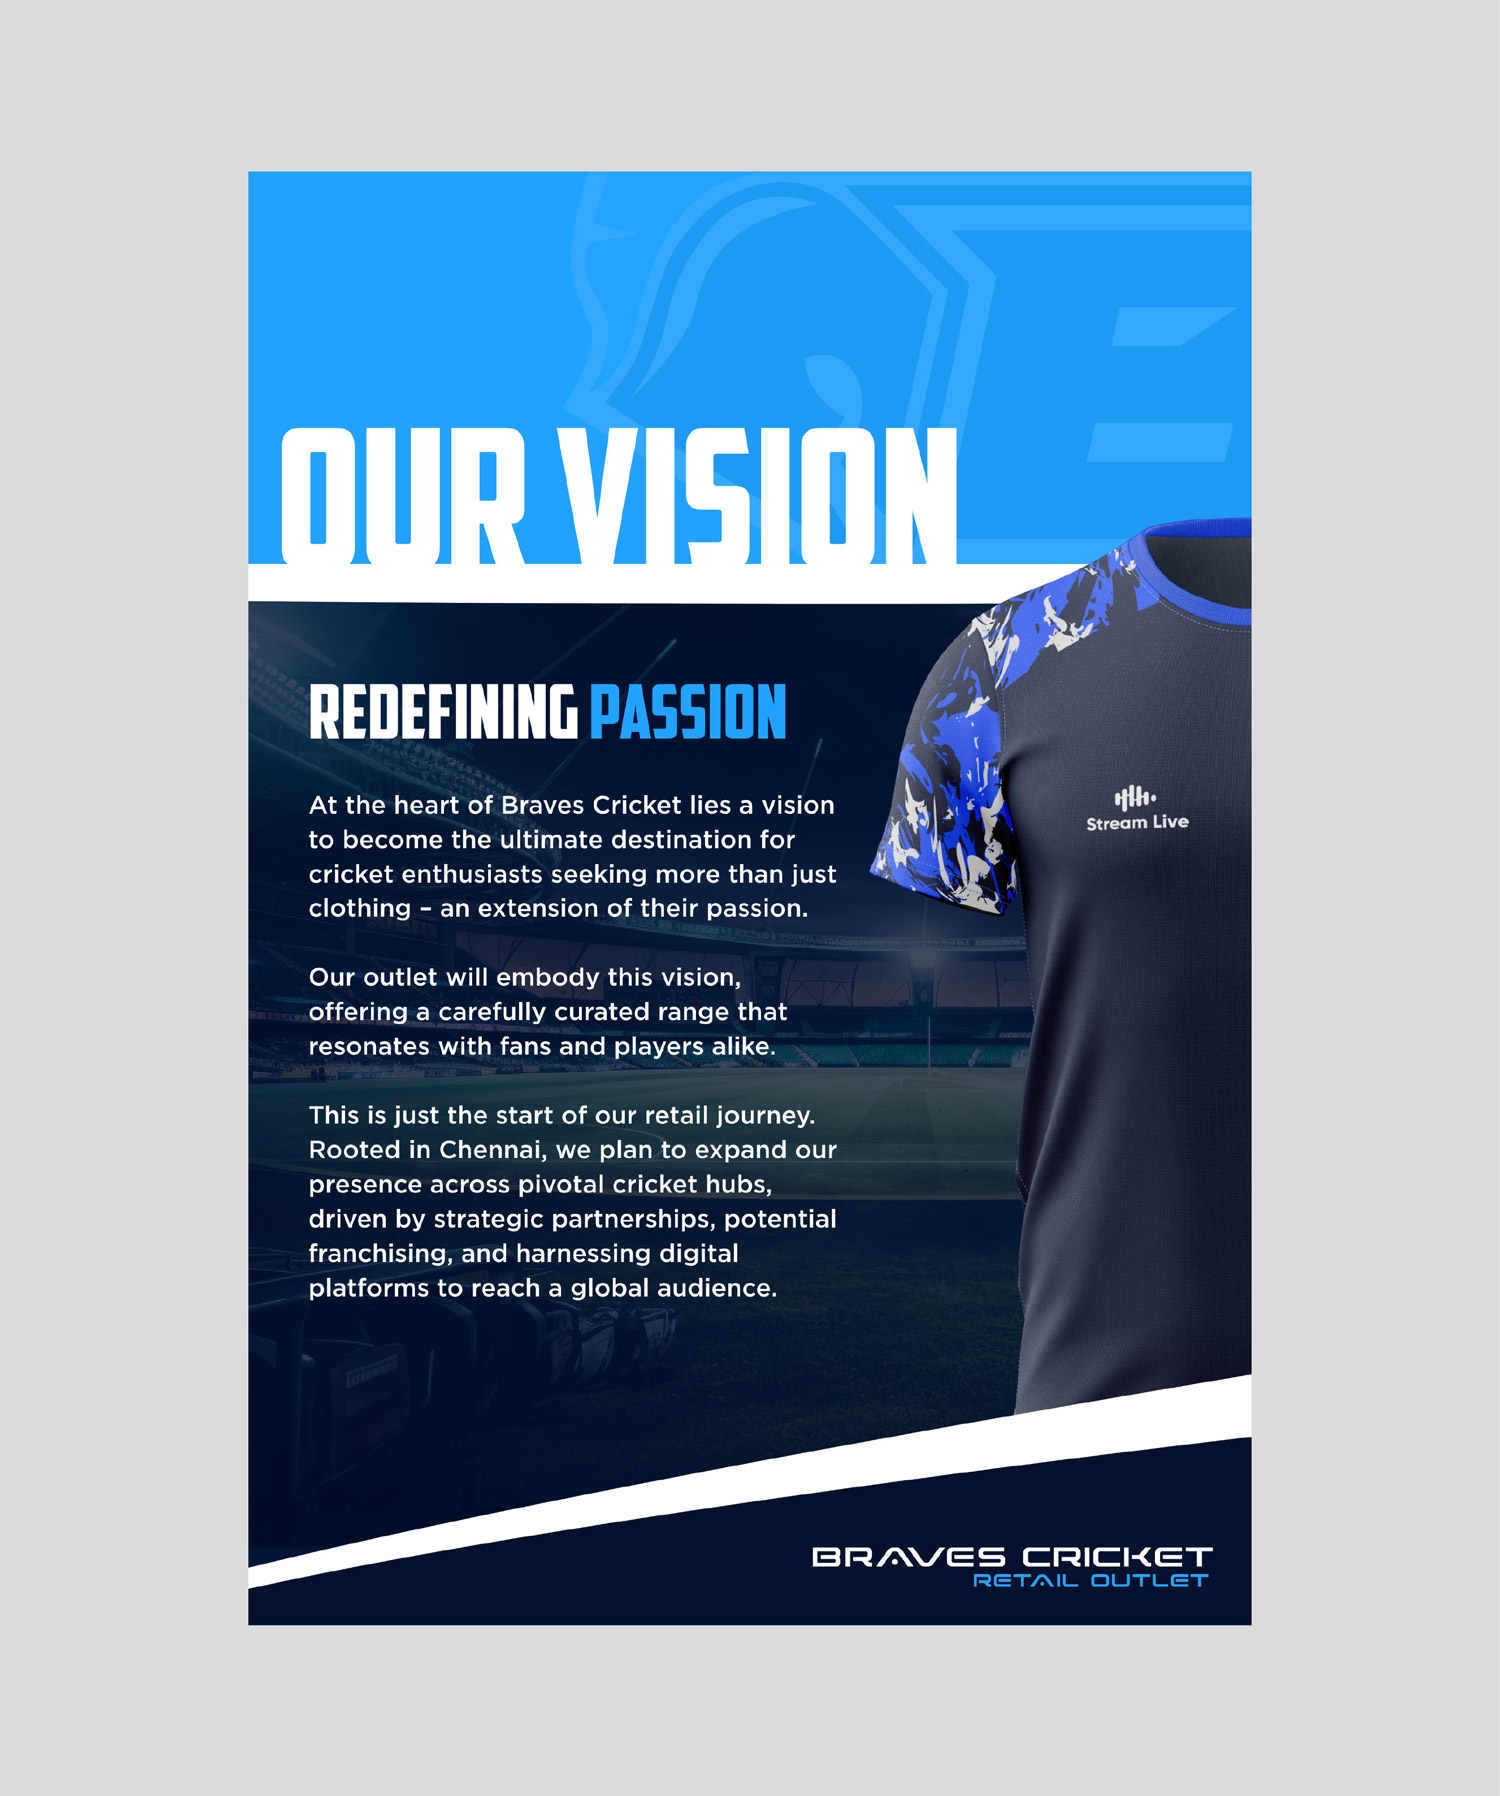 OUR VISION
REDEFINING PASSION
At the heart of Braves Cricket lies a vision
to become the ultimate destination for
cricket enthusiasts seeking more than just
clothing – an extension of their passion.
Our outlet will embody this vision,
offering a carefully curated range that
resonates with fans and players alike.
This is just the start of our retail journey.
Rooted in Chennai, we plan to expand our
presence across pivotal cricket hubs,
driven by strategic partnerships, potential
franchising, and harnessing digital
platforms to reach a global audience.
Stream Live
BRAVES CRICKET
RETAIL OUTLET